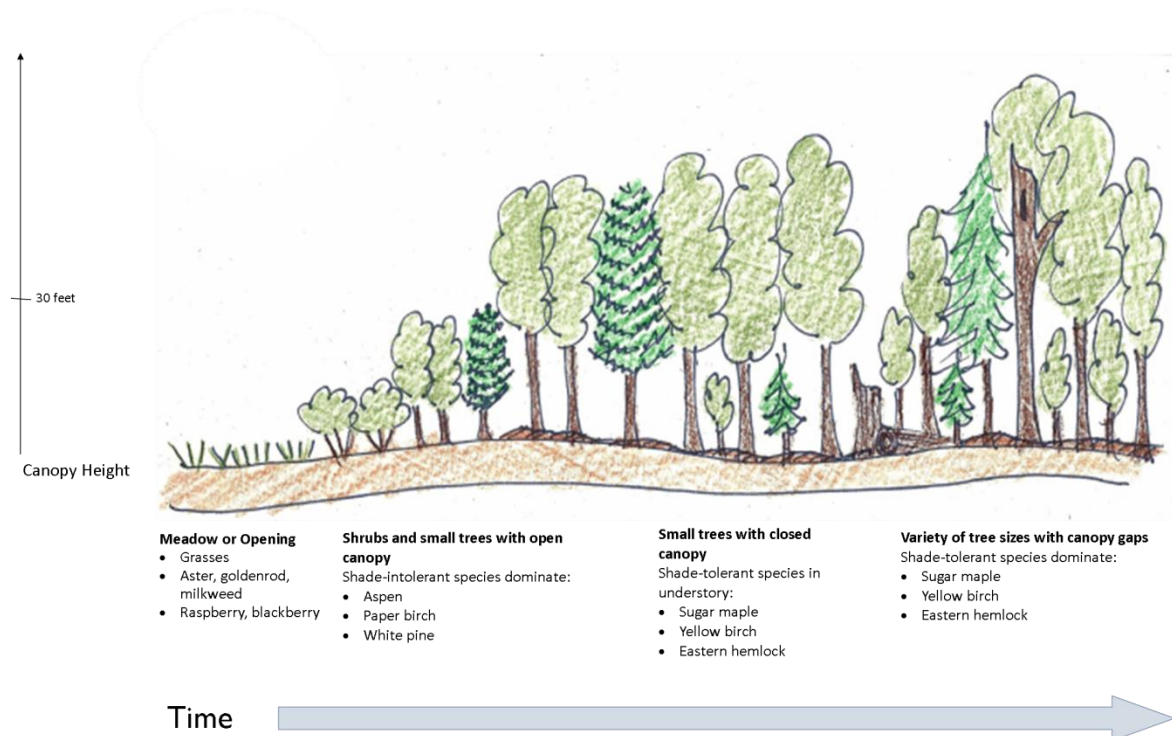 30 feet
Canopy Height
Meadow or Opening
• Grasses
• Aster, goldenrod,
milkweed
• Raspberry, blackberry
Shrubs and small trees with open
canopy
Shade-intolerant species dominate:
• Aspen
• Paper birch
• White pine
Small trees with closed
canopy
Shade-tolerant species in
understory:
• Sugar maple
• Yellow birch
• Eastern hemlock
Variety of tree sizes with canopy gaps
Shade-tolerant species dominate:
• Sugar maple
• Yellow birch
• Eastern hemlock
Time